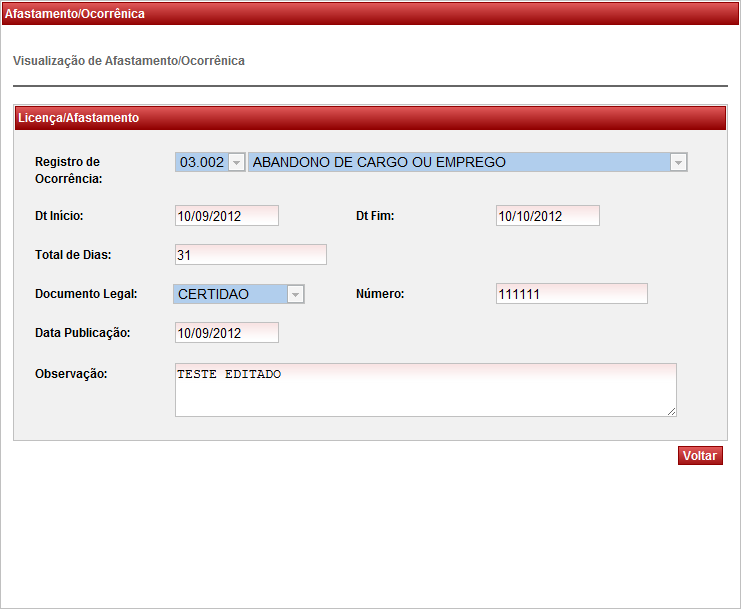 Afastamento/Ocorrênica
Visualização de Afastamento/Ocorrênica
Licença/Afastamento
Registro de Ocorrência: 03.002 ABANDONO DE CARGO OU EMPREGO
Dt Início: 10/09/2012 Dt Fim: 10/10/2012
Total de Dias: 31
Documento Legal: CERTIDAO Número: 111111
Data Publicação: 10/09/2012
Observação: TESTE EDITADO
Voltar